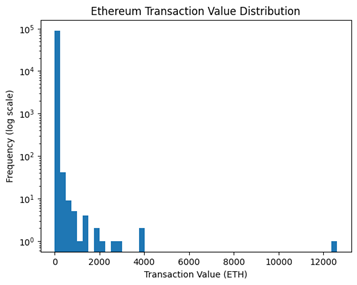 Ethereum Transaction Value Distribution
Frequency (log scale)
10⁵
10⁴
10³
10²
10¹
10⁰
0 2000 4000 6000 8000 10000 12000
Transaction Value (ETH)